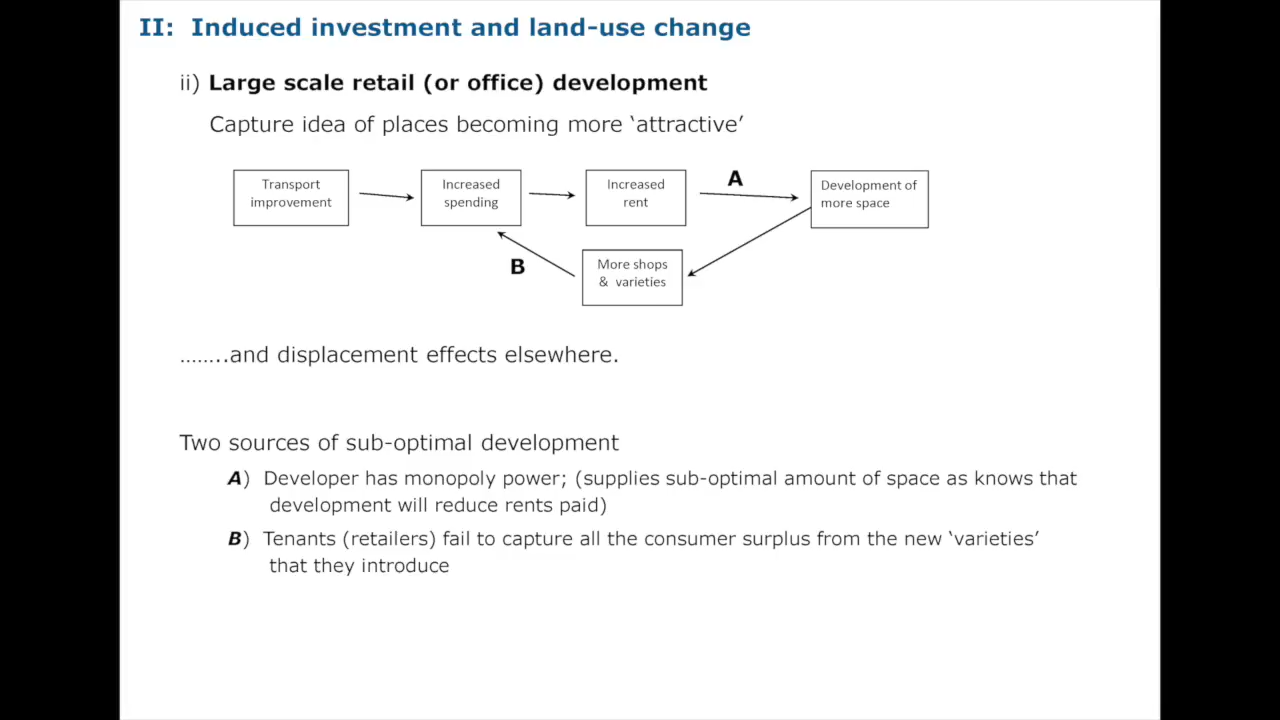 II: Induced investment and land-use change
ii) Large scale retail (or office) development
Capture idea of places becoming more ‘attractive’
Transport
improvement
Increased
spending
Increased
rent
A
Development of
more space
B
More shops
& varieties
……..and displacement effects elsewhere.
Two sources of sub-optimal development
A) Developer has monopoly power; (supplies sub-optimal amount of space as knows that
development will reduce rents paid)
B) Tenants (retailers) fail to capture all the consumer surplus from the new ‘varieties’
that they introduce